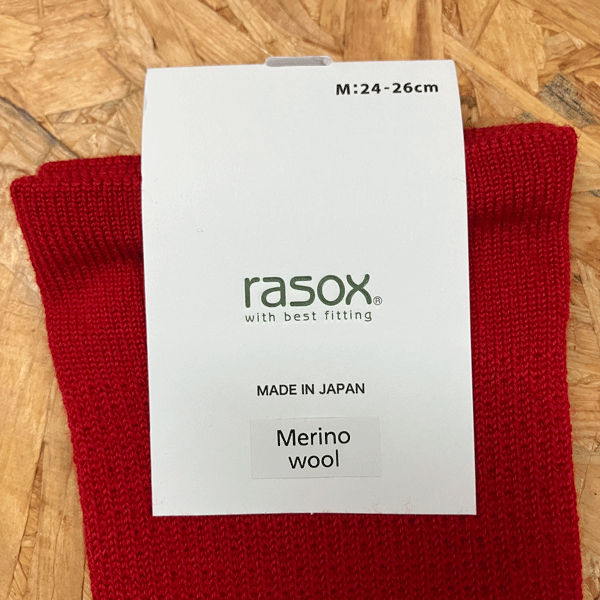 M:24-26cm
rasox®
with best fitting
MADE IN JAPAN
Merino
wool